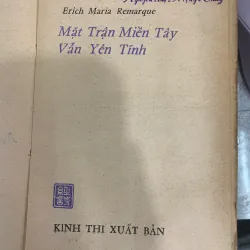 Erich Maria Remarque
Mặt Trận Miền Tây
Vẫn Yên Tĩnh
KINH THI XUẤT BẢN